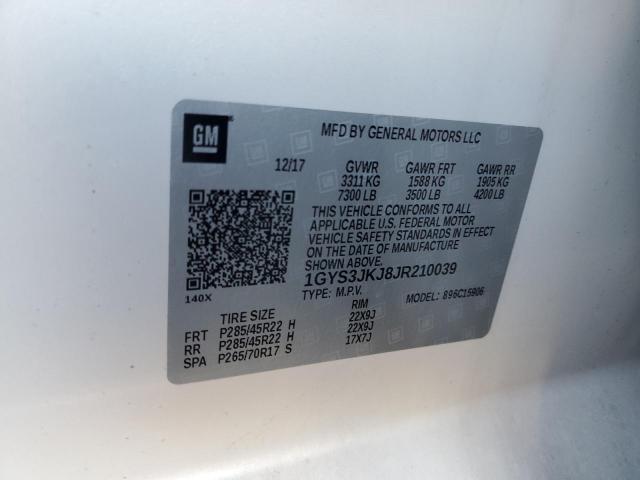 GM
MFD BY GENERAL MOTORS LLC
12/17 GVWR GAWR FRT GAWR RR
3311 KG 1588 KG 1905 KG
7300 LB 3500 LB 4200 LB
THIS VEHICLE CONFORMS TO ALL
APPLICABLE U.S. FEDERAL MOTOR
VEHICLE SAFETY STANDARDS IN EFFECT
ON THE DATE OF MANUFACTURE
1GYS3JKJ8JR210039
140X
TYPE: M.P.V. MODEL: 896C15906
TIRE SIZE RIM
FRT P285/45R22 H 22X9J
RR P285/45R22 H 22X9J
SPA P265/70R17 S 17X7J